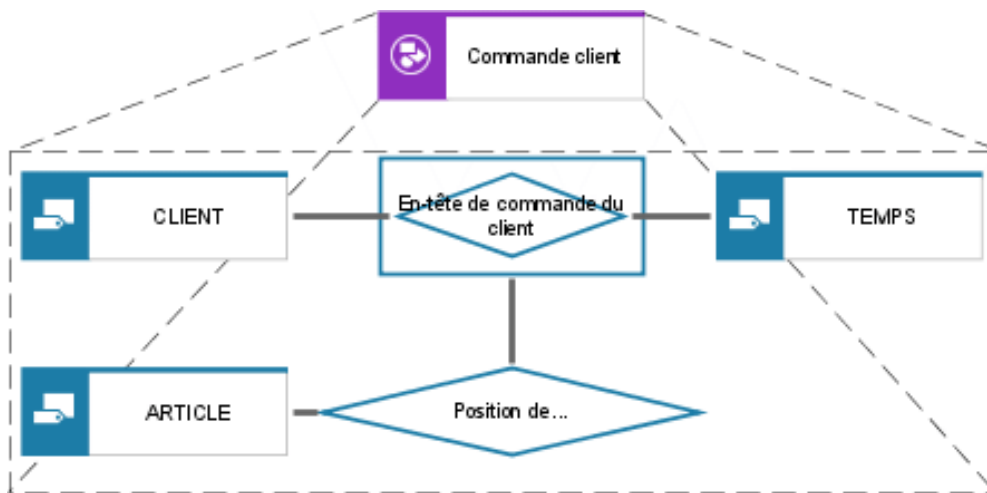 Commande client
CLIENT
En-tête de commande du
client
TEMPS
ARTICLE
Position de...